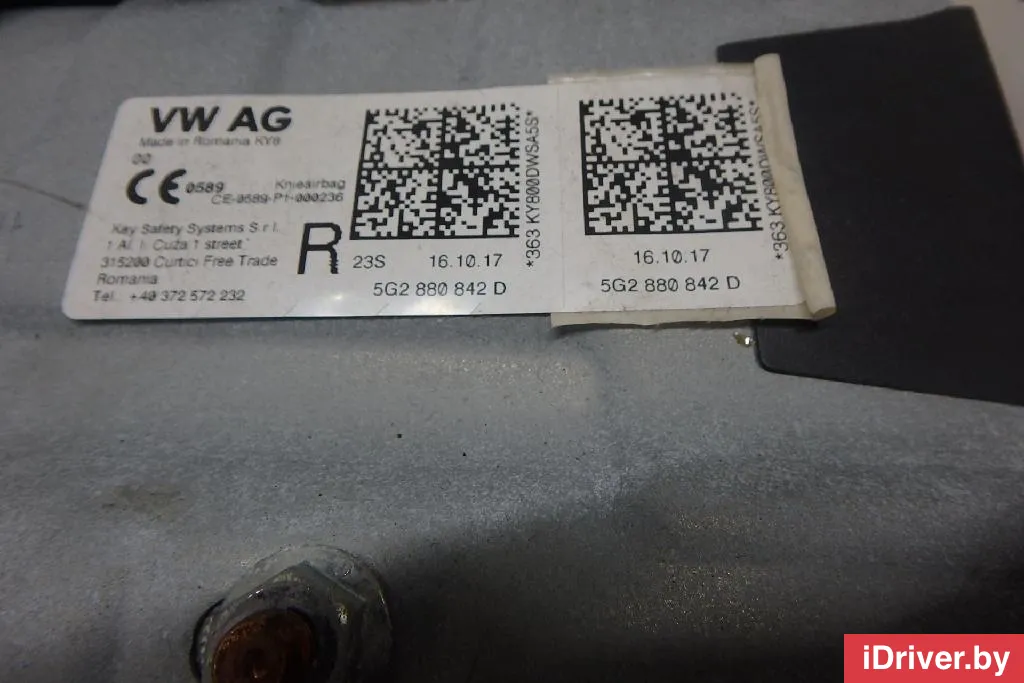 VW AG
Made in Romania KY8
00
CE 0589 Knieairbag
CE-0589-P1-000236
Key Safety Systems S.r.l.
1 Al. I. Cuza 1 street
315200 Curtici Free Trade
Romania
Tel.: +40 372 572 232
R
23S 16.10.17
5G2 880 842 D
*363 KY800DWSA5S*
16.10.17
5G2 880 842 D
*363 KY800DWSA5S*
iDriver.by